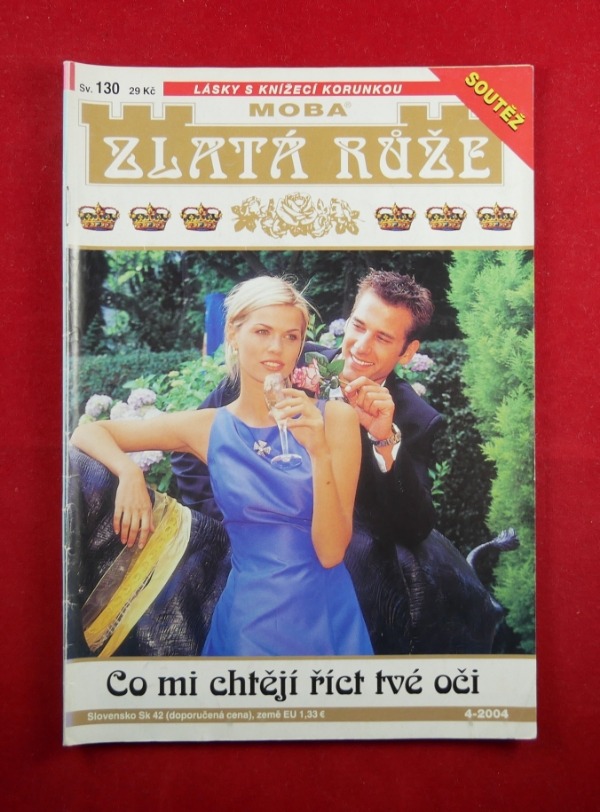 Sv. 130 29 Kč LÁSKY S KNÍŽECÍ KORUNKOU
SOUTĚŽ
MOBA®
ZLATÁ RŮŽE
Co mi chtějí říct tvé oči
Slovensko Sk 42 (doporučená cena), země EU 1,33 € 4-2004